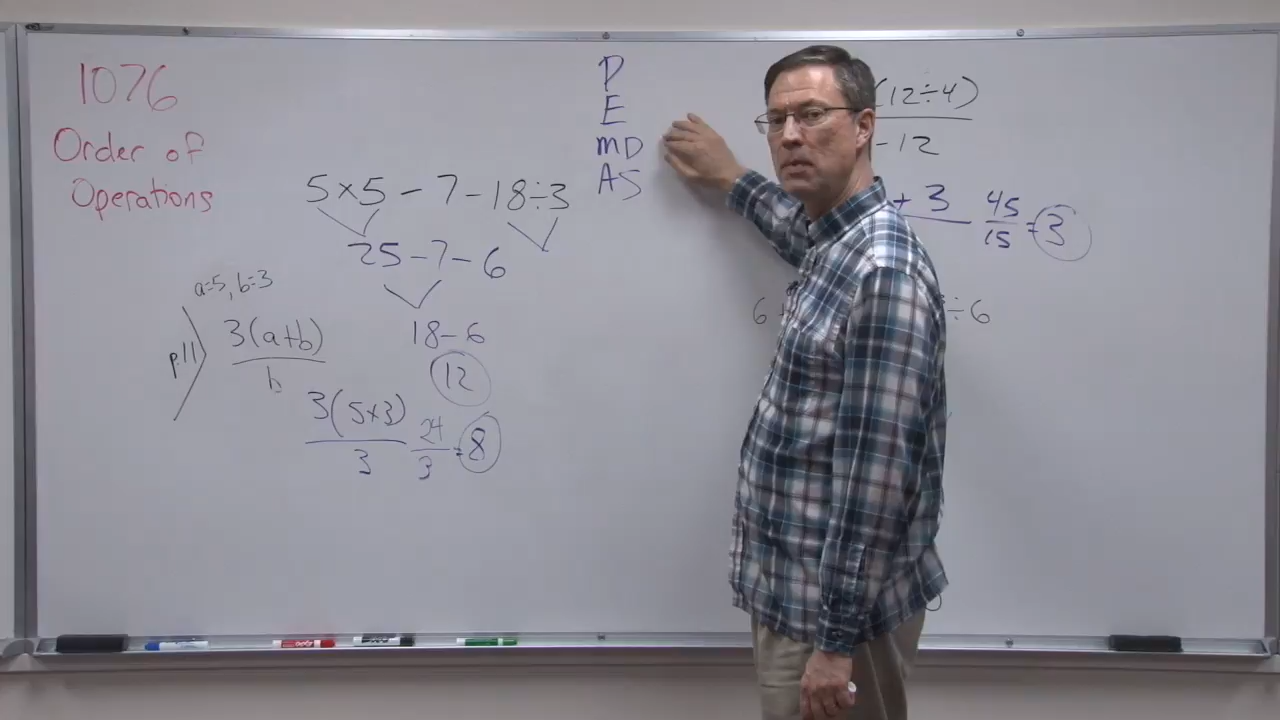 1076
Order of
Operations
5×5-7-18÷3
25-7-6
18-6
12
a=5, b=3
p.11
3(a+b)
b
3(5×3)
3
24
3
=8
P
E
MD
AS
(12÷4)
-12
+3
45
15
=3
6+
÷6